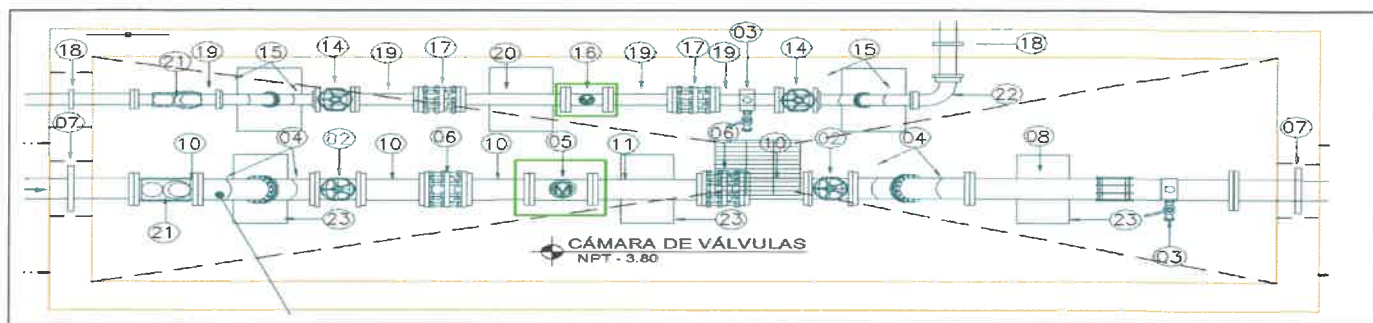 18 21 19 15 14 19 17 20 16 19 17 19 03 14 15 18
22
07 10 04 02 10 06 10 05 11 06 10 02 04 08 07
21 23 23 23
03
CÁMARA DE VÁLVULAS
NPT - 3.80